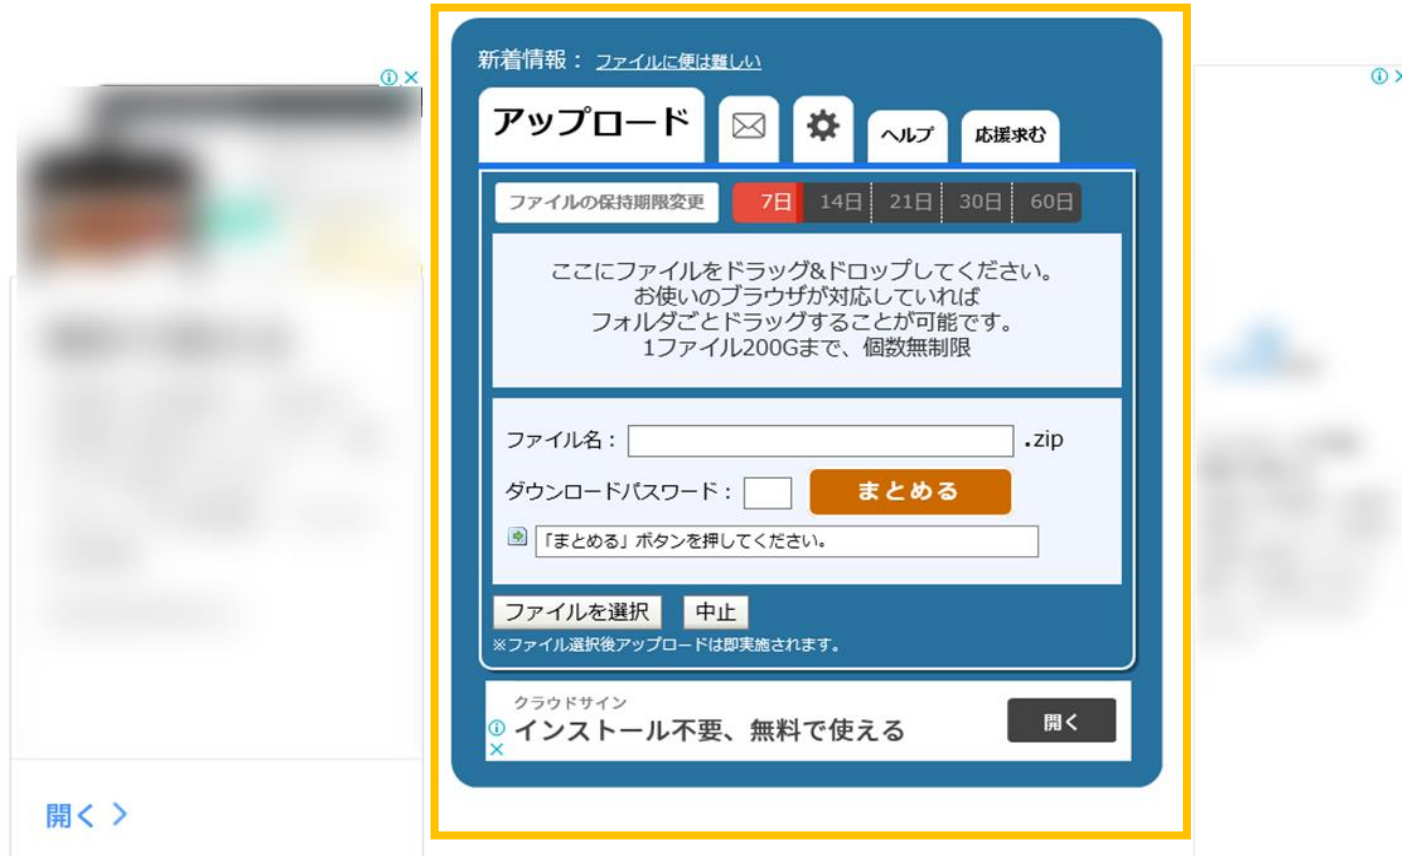 新着情報： ファイルに便は難しい
アップロード
ヘルプ
応援求む
ファイルの保持期限変更
7日 14日 21日 30日 60日
ここにファイルをドラッグ&ドロップしてください。
お使いのブラウザが対応していれば
フォルダごとドラッグすることが可能です。
1ファイル200Gまで、個数無制限
ファイル名： .zip
ダウンロードパスワード： まとめる
「まとめる」ボタンを押してください。
ファイルを選択 中止
※ファイル選択後アップロードは即実施されます。
クラウドサイン
インストール不要、無料で使える
開く
開く